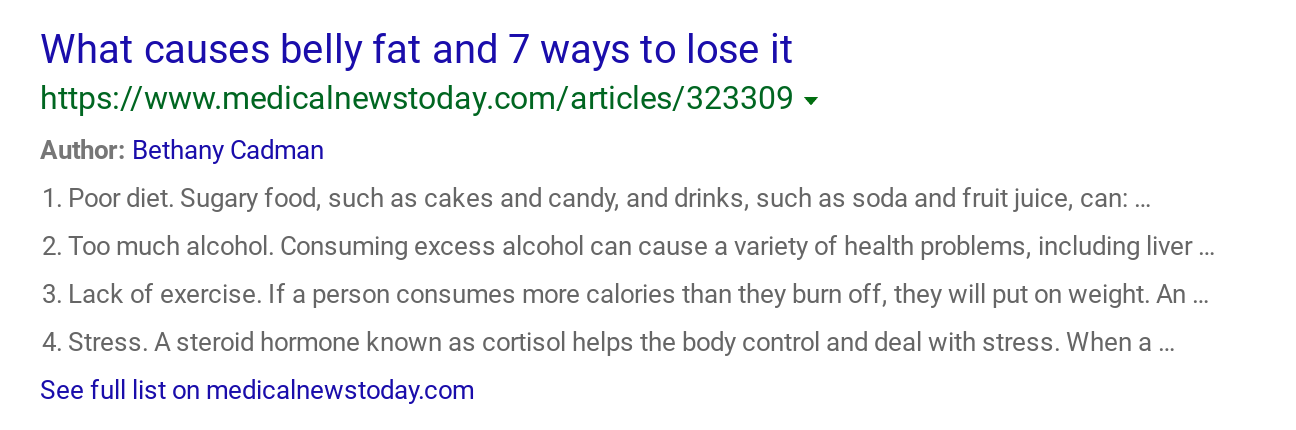 What causes belly fat and 7 ways to lose it
https://www.medicalnewstoday.com/articles/323309
Author: Bethany Cadman
1. Poor diet. Sugary food, such as cakes and candy, and drinks, such as soda and fruit juice, can: ...
2. Too much alcohol. Consuming excess alcohol can cause a variety of health problems, including liver ...
3. Lack of exercise. If a person consumes more calories than they burn off, they will put on weight. An ...
4. Stress. A steroid hormone known as cortisol helps the body control and deal with stress. When a ...
See full list on medicalnewstoday.com